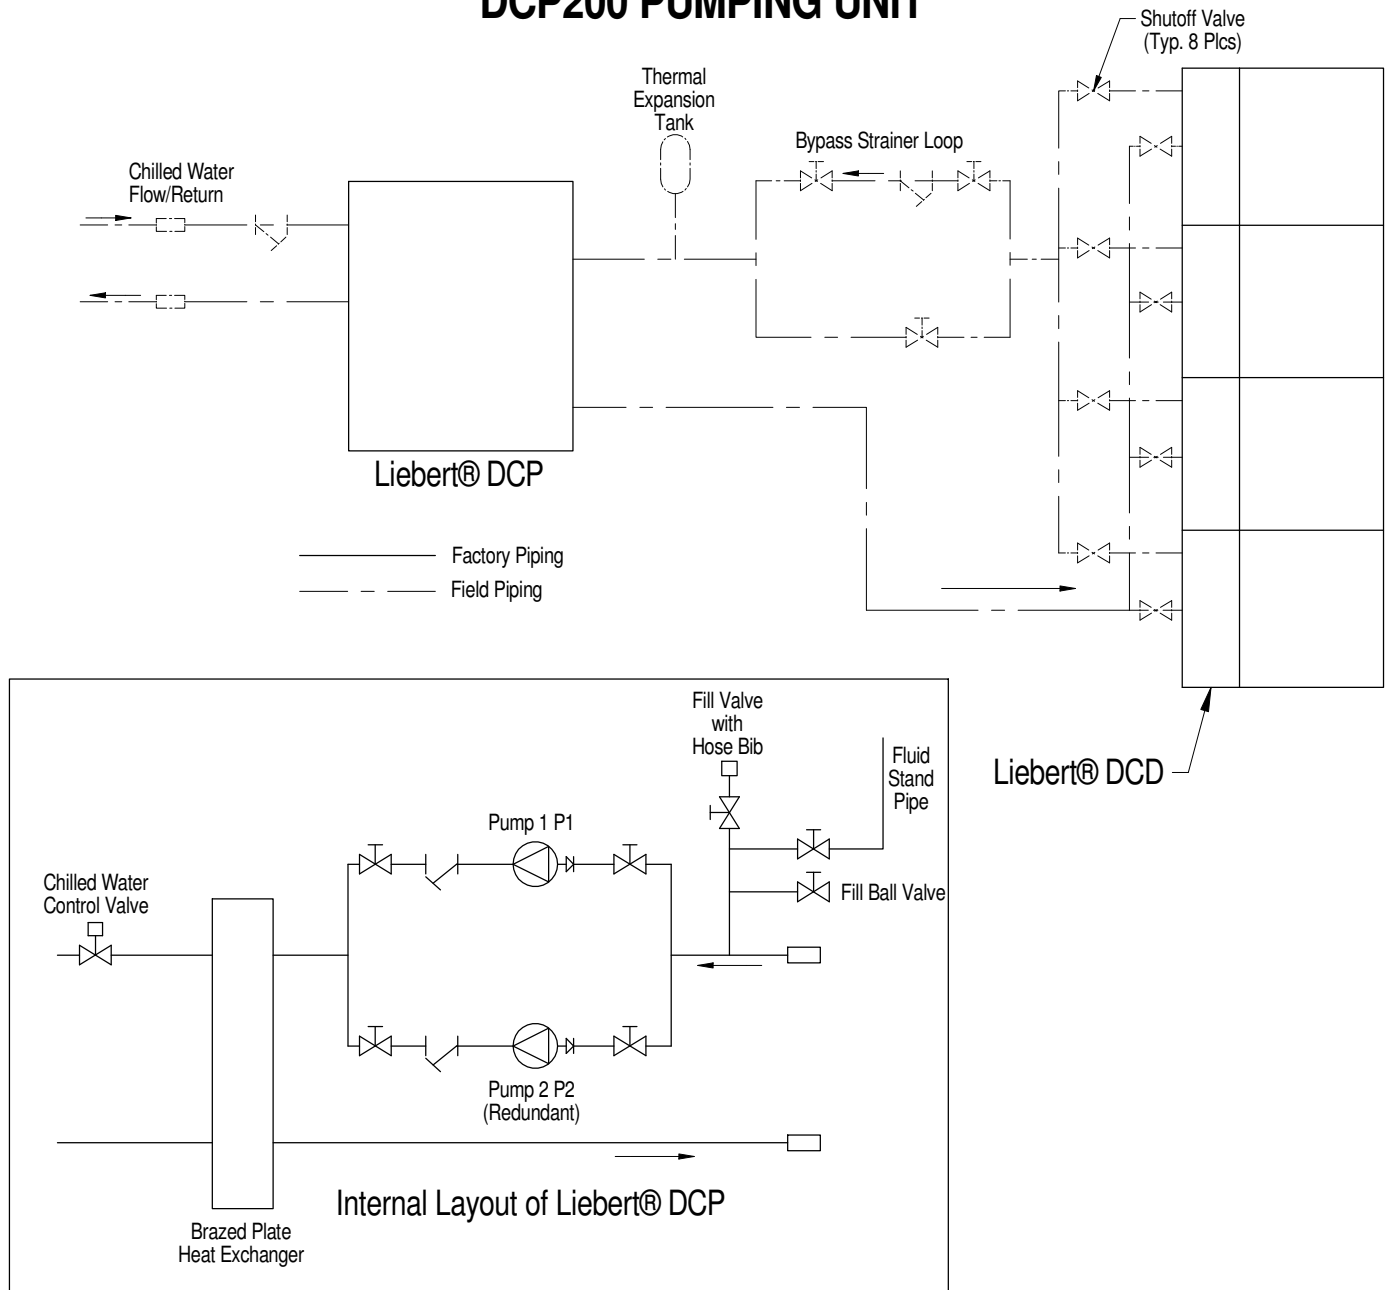 DCP200 PUMPING UNIT
Shutoff Valve
(Typ. 8 Plcs)
Thermal
Expansion
Tank
Bypass Strainer Loop
Chilled Water
Flow/Return
Liebert® DCP
Factory Piping
Field Piping
Liebert® DCD
Fill Valve
with
Hose Bib
Fluid
Stand
Pipe
Pump 1 P1
Fill Ball Valve
Chilled Water
Control Valve
Pump 2 P2
(Redundant)
Internal Layout of Liebert® DCP
Brazed Plate
Heat Exchanger